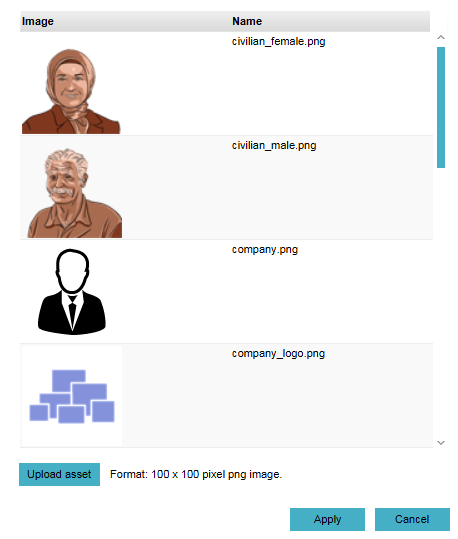 Image Name
civilian_female.png
civilian_male.png
company.png
company_logo.png
Upload asset Format: 100 x 100 pixel png image.
Apply Cancel